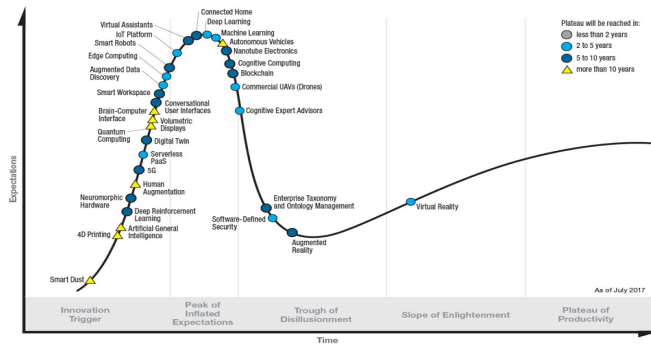 Connected Home
Virtual Assistants
Deep Learning
IoT Platform
Machine Learning
Smart Robots
Autonomous Vehicles
Edge Computing
Nanotube Electronics
Augmented Data
Discovery
Cognitive Computing
Blockchain
Smart Workspace
Commercial UAVs (Drones)
Conversational
User Interfaces
Brain-Computer
Interface
Cognitive Expert Advisors
Volumetric
Displays
Quantum
Computing
Digital Twin
Serverless
PaaS
5G
Human
Augmentation
Neuromorphic
Hardware
Deep Reinforcement
Learning
Artificial General
Intelligence
4D Printing
Smart Dust
Enterprise Taxonomy
and Ontology Management
Software-Defined
Security
Augmented
Reality
Virtual Reality
Plateau will be reached in:
less than 2 years
2 to 5 years
5 to 10 years
more than 10 years
Expectations
As of July 2017
Innovation
Trigger
Peak of
Inflated
Expectations
Trough of
Disillusionment
Slope of Enlightenment
Plateau of
Productivity
Time